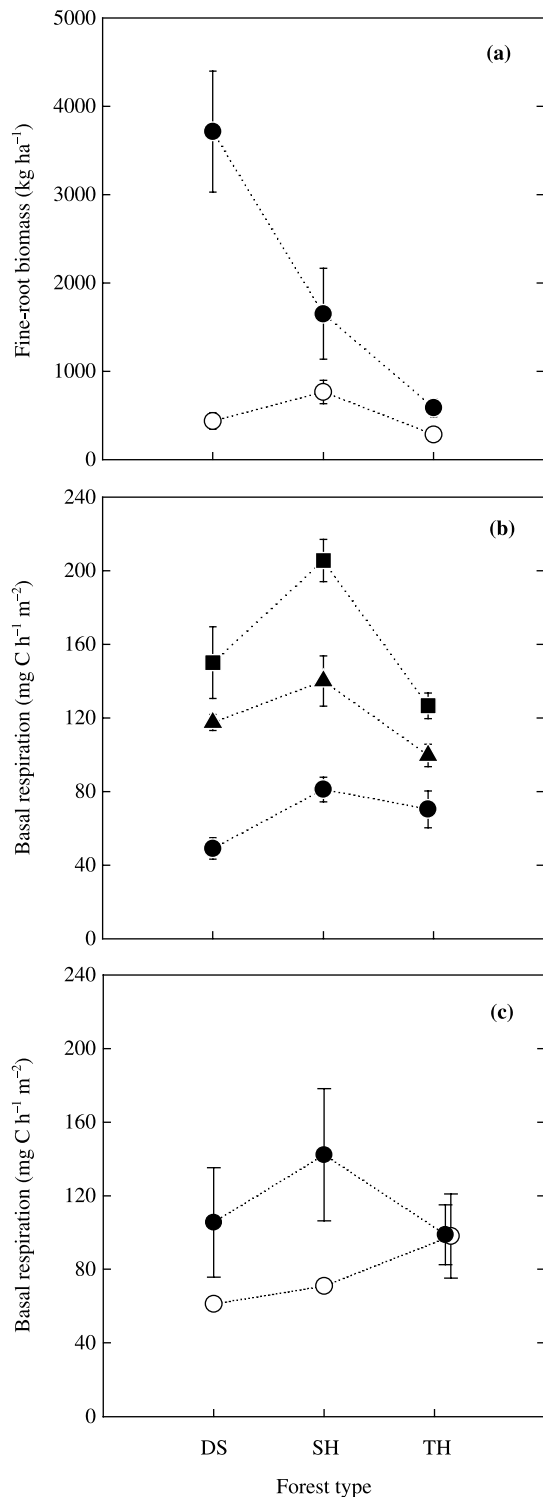 5000
(a)
4000
3000
2000
1000
0
Fine-root biomass (kg ha⁻¹)
240
(b)
200
160
120
80
40
0
Basal respiration (mg C h⁻¹ m⁻²)
240
(c)
200
160
120
80
40
0
Basal respiration (mg C h⁻¹ m⁻²)
DS SH TH
Forest type